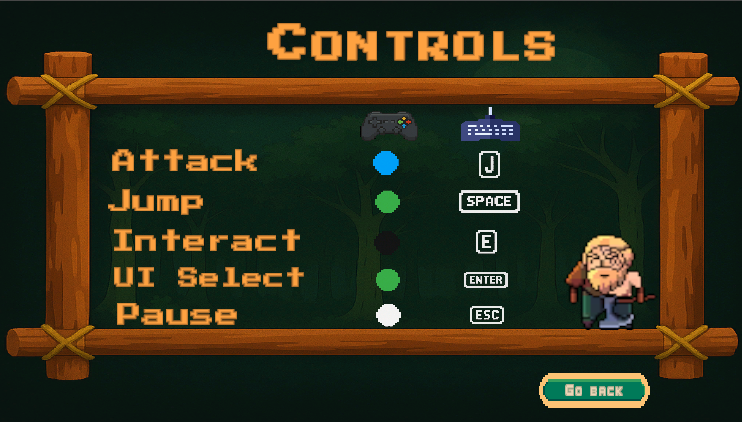 CONTROLS
Attack J
Jump SPACE
Interact E
UI Select ENTER
Pause ESC
GO BACK